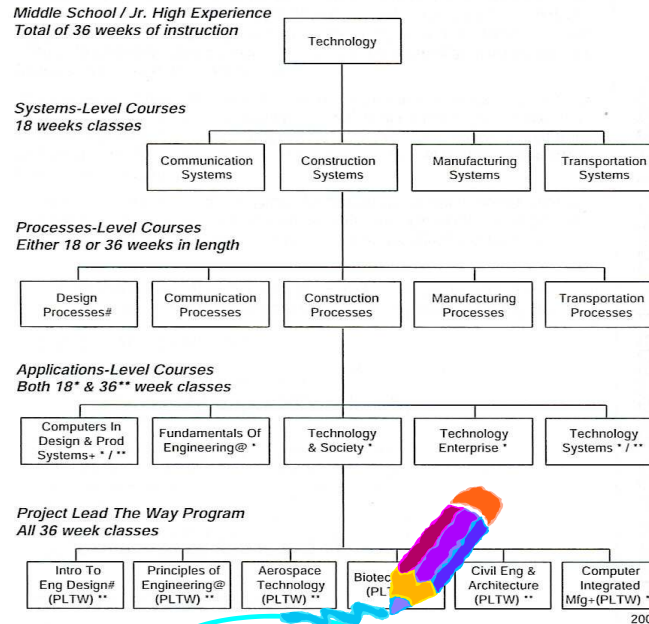 Middle School / Jr. High Experience
Total of 36 weeks of instruction
Technology
Systems-Level Courses
18 weeks classes
Communication
Systems
Construction
Systems
Manufacturing
Systems
Transportation
Systems
Processes-Level Courses
Either 18 or 36 weeks in length
Design
Processes#
Communication
Processes
Construction
Processes
Manufacturing
Processes
Transportation
Processes
Applications-Level Courses
Both 18* & 36** week classes
Computers In
Design & Prod
Systems+ * / **
Fundamentals Of
Engineering@ *
Technology
& Society *
Technology
Enterprise *
Technology
Systems * / **
Project Lead The Way Program
All 36 week classes
Intro To
Eng Design#
(PLTW) **
Principles of
Engineering@
(PLTW) **
Aerospace
Technology
(PLTW) **
Civil Eng &
Architecture
(PLTW) **
Computer
Integrated
Mfg+(PLTW) *